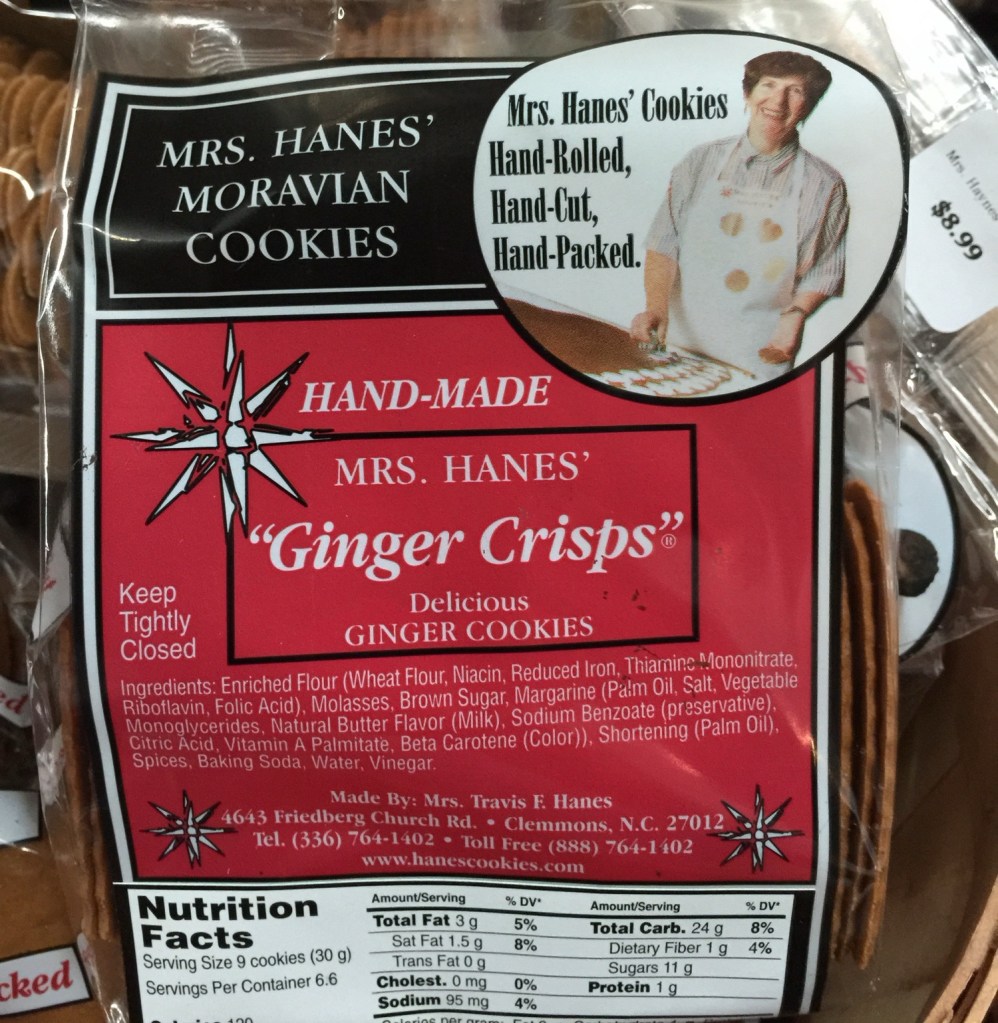 MRS. HANES'
MORAVIAN
COOKIES
Mrs. Hanes' Cookies
Hand-Rolled,
Hand-Cut,
Hand-Packed.
Mrs. Haynes
$8.99
HAND-MADE
MRS. HANES'
"Ginger Crisps"®
Delicious
GINGER COOKIES
Keep
Tightly
Closed
Ingredients: Enriched Flour (Wheat Flour, Niacin, Reduced Iron, Thiamine Mononitrate,
Riboflavin, Folic Acid), Molasses, Brown Sugar, Margarine (Palm Oil, Salt, Vegetable
Monoglycerides, Natural Butter Flavor (Milk), Sodium Benzoate (preservative),
Citric Acid, Vitamin A Palmitate, Beta Carotene (Color)), Shortening (Palm Oil),
Spices, Baking Soda, Water, Vinegar.
Made By: Mrs. Travis F. Hanes
4643 Friedberg Church Rd. • Clemmons, N.C. 27012
Tel. (336) 764-1402 • Toll Free (888) 764-1402
www.hanescookies.com
Nutrition
Facts
Serving Size 9 cookies (30 g)
Servings Per Container 6.6
Amount/Serving % DV*
Total Fat 3 g 5%
Sat Fat 1.5 g 8%
Trans Fat 0 g
Cholest. 0 mg 0%
Sodium 95 mg 4%
Amount/Serving % DV*
Total Carb. 24 g 8%
Dietary Fiber 1 g 4%
Sugars 11 g
Protein 1 g
cked